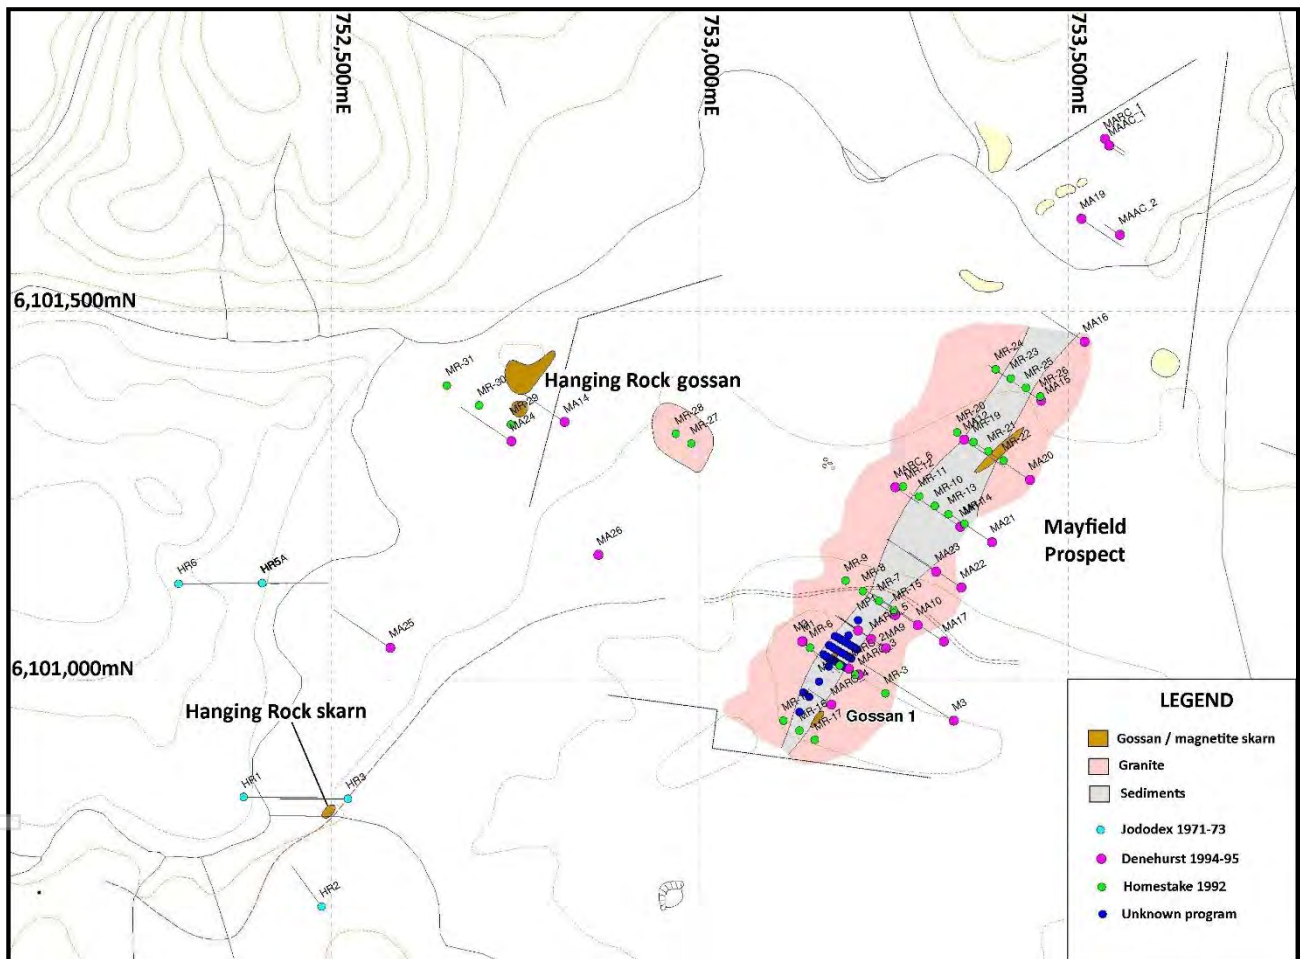 752,500mE
753,000mE
753,500mE
MARC_1
MAAC_1
MA19
MAAC_2
6,101,500mN
MA16
MR-24
MR-23
MR-25
MR-26
MA15
MR-31
MR-30
Hanging Rock gossan
MR-29
MA24
MA14
MR-28
MR-27
MR-20
MA12
MR-19
MR-21
MR-22
MA20
MARC_6
MR-12
MR-11
MR-10
MR-13
MA21
Mayfield
Prospect
MA26
MA23
MA22
HR6
HR5A
MR-9
MR-8
MR-7
MR-15
MA10
MA17
MA25
MR-6
MA9
6,101,000mN
MR-3
M3
MARC_4
MR-16
MR-17
Gossan 1
Hanging Rock skarn
HR1
HR3
HR2
LEGEND
Gossan / magnetite skarn
Granite
Sediments
Jododex 1971-73
Denehurst 1994-95
Homestake 1992
Unknown program